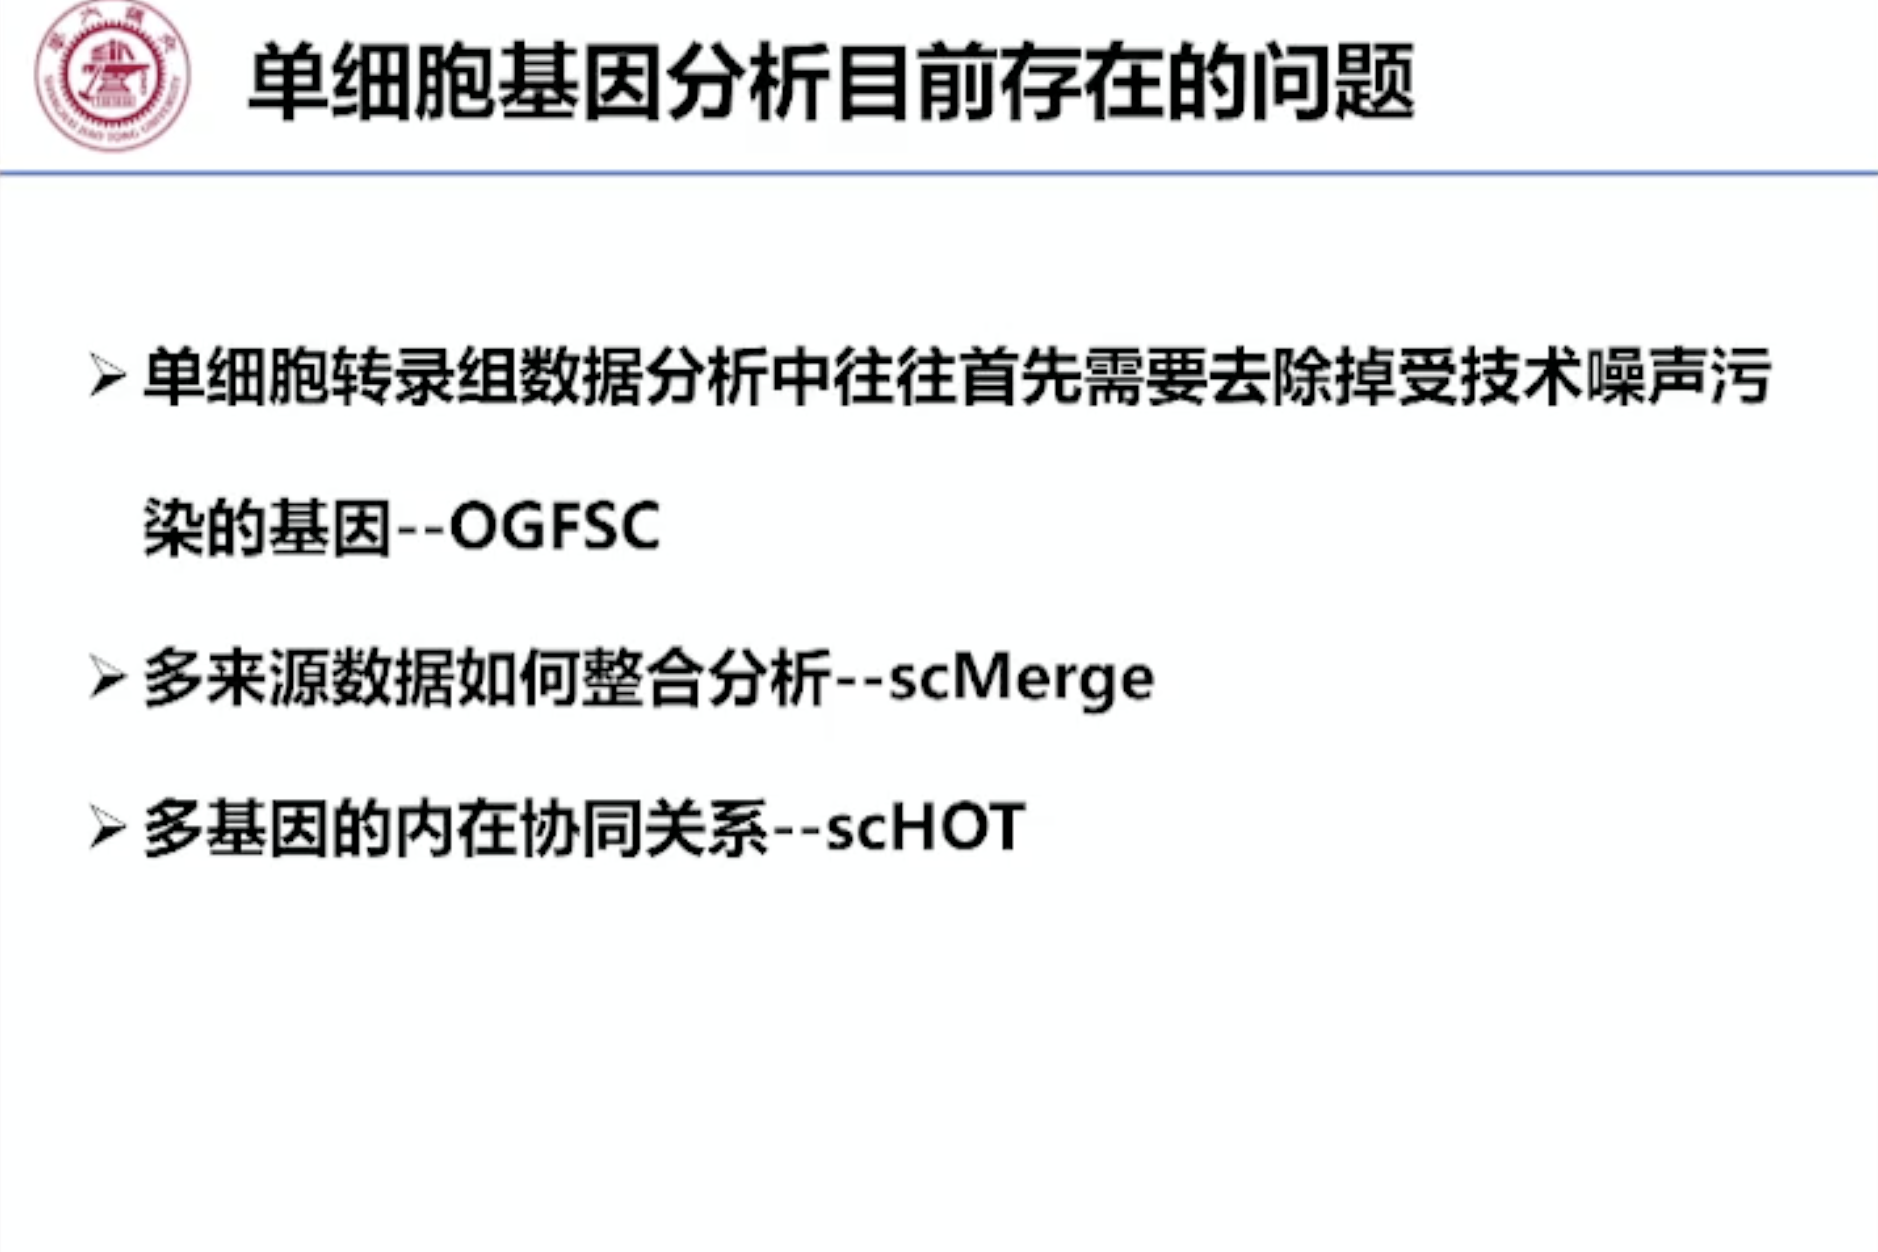 单细胞基因分析目前存在的问题
单细胞转录组数据分析中往往首先需要去除掉受技术噪声污
染的基因--OGFSC
多来源数据如何整合分析--scMerge
多基因的内在协同关系--scHOT